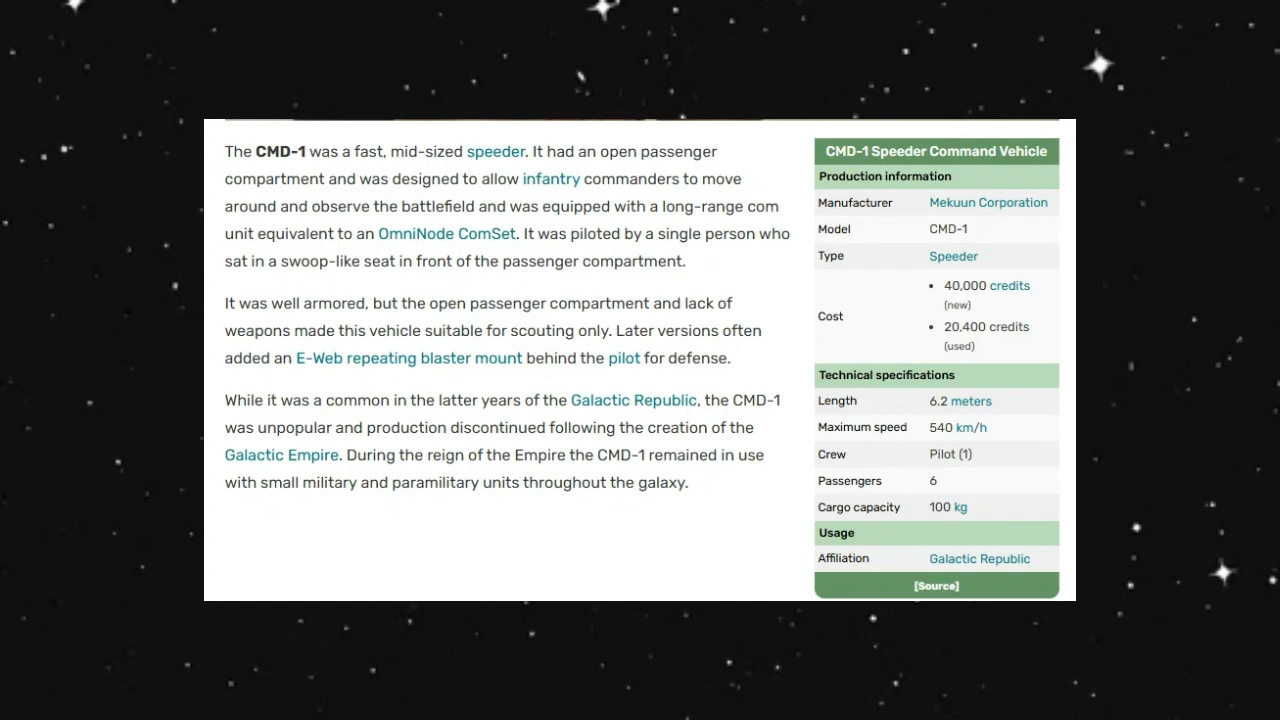 The CMD-1 was a fast, mid-sized speeder. It had an open passenger
compartment and was designed to allow infantry commanders to move
around and observe the battlefield and was equipped with a long-range com
unit equivalent to an OmniNode ComSet. It was piloted by a single person who
sat in a swoop-like seat in front of the passenger compartment.
It was well armored, but the open passenger compartment and lack of
weapons made this vehicle suitable for scouting only. Later versions often
added an E-Web repeating blaster mount behind the pilot for defense.
While it was a common in the latter years of the Galactic Republic, the CMD-1
was unpopular and production discontinued following the creation of the
Galactic Empire. During the reign of the Empire the CMD-1 remained in use
with small military and paramilitary units throughout the galaxy.
CMD-1 Speeder Command Vehicle
Production information
Manufacturer Mekuun Corporation
Model CMD-1
Type Speeder
Cost
• 40,000 credits
(new)
• 20,400 credits
(used)
Technical specifications
Length 6.2 meters
Maximum speed 540 km/h
Crew Pilot (1)
Passengers 6
Cargo capacity 100 kg
Usage
Affiliation Galactic Republic
[Source]